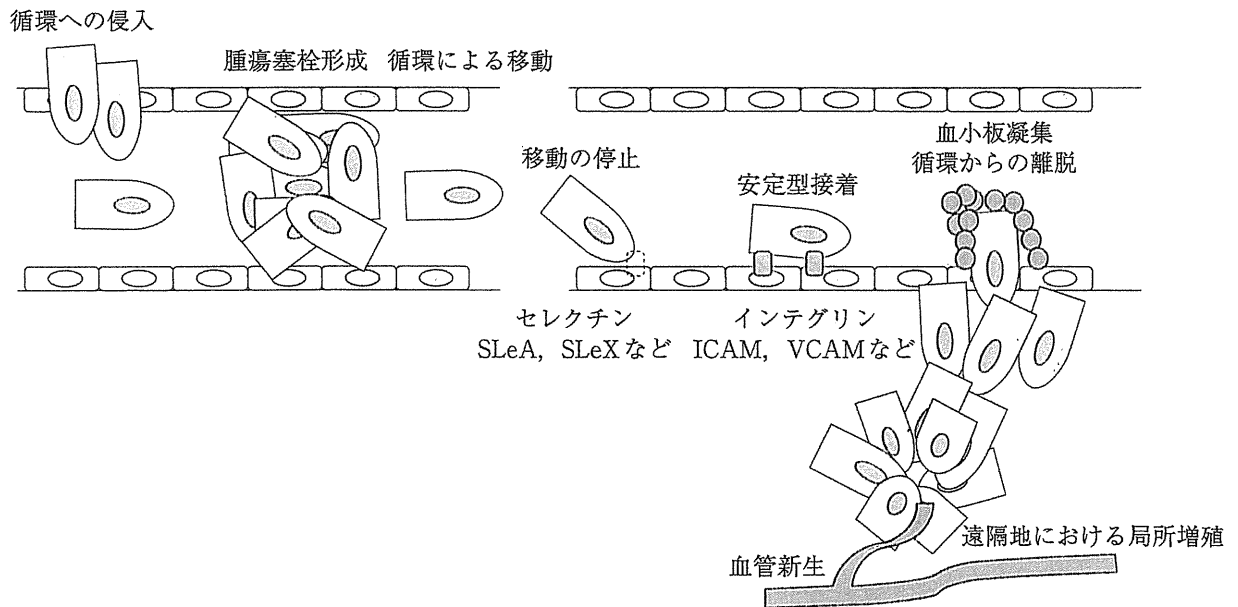 循環への侵入
腫瘍塞栓形成 循環による移動
移動の停止
安定型接着
血小板凝集
循環からの離脱
セレクチン
SLeA, SLeXなど
インテグリン
ICAM, VCAMなど
遠隔地における局所増殖
血管新生